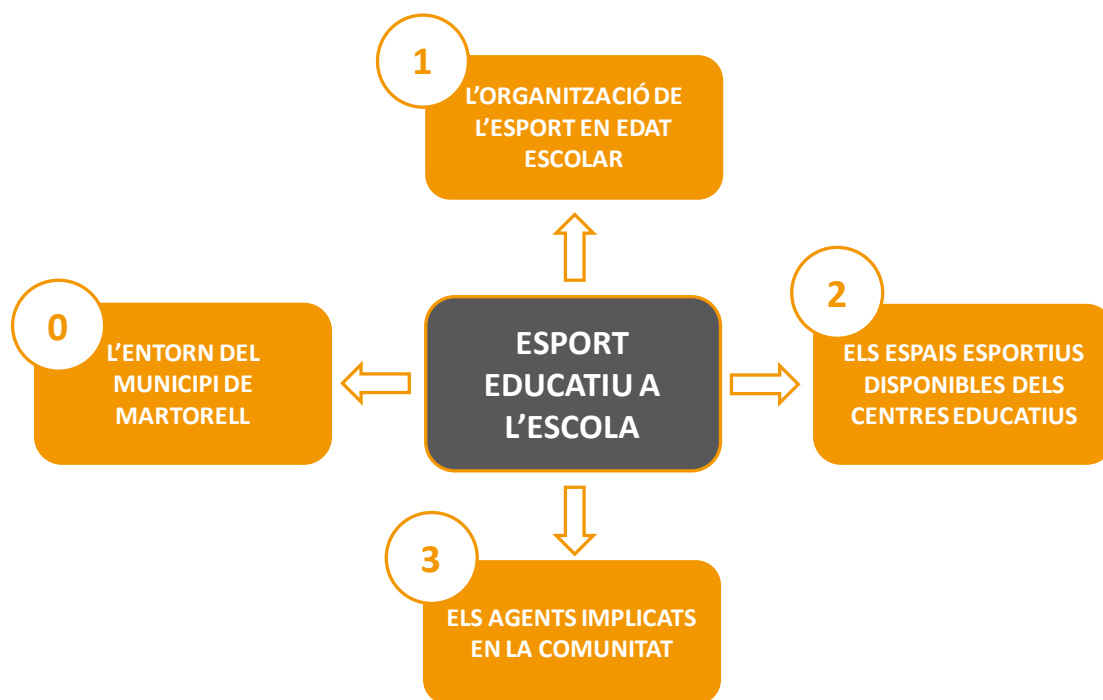 1
L'ORGANITZACIÓ DE
L'ESPORT EN EDAT
ESCOLAR
0
L'ENTORN DEL
MUNICIPI DE
MARTORELL
ESPORT
EDUCATIU A
L'ESCOLA
2
ELS ESPAIS ESPORTIUS
DISPONIBLES DELS
CENTRES EDUCATIUS
3
ELS AGENTS IMPLICATS
EN LA COMUNITAT